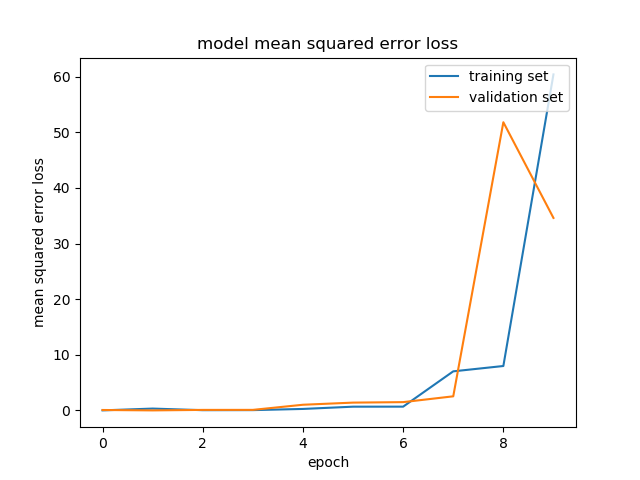 model mean squared error loss
training set
validation set
60
50
40
30
20
10
0
mean squared error loss
0
2
4
6
8
epoch